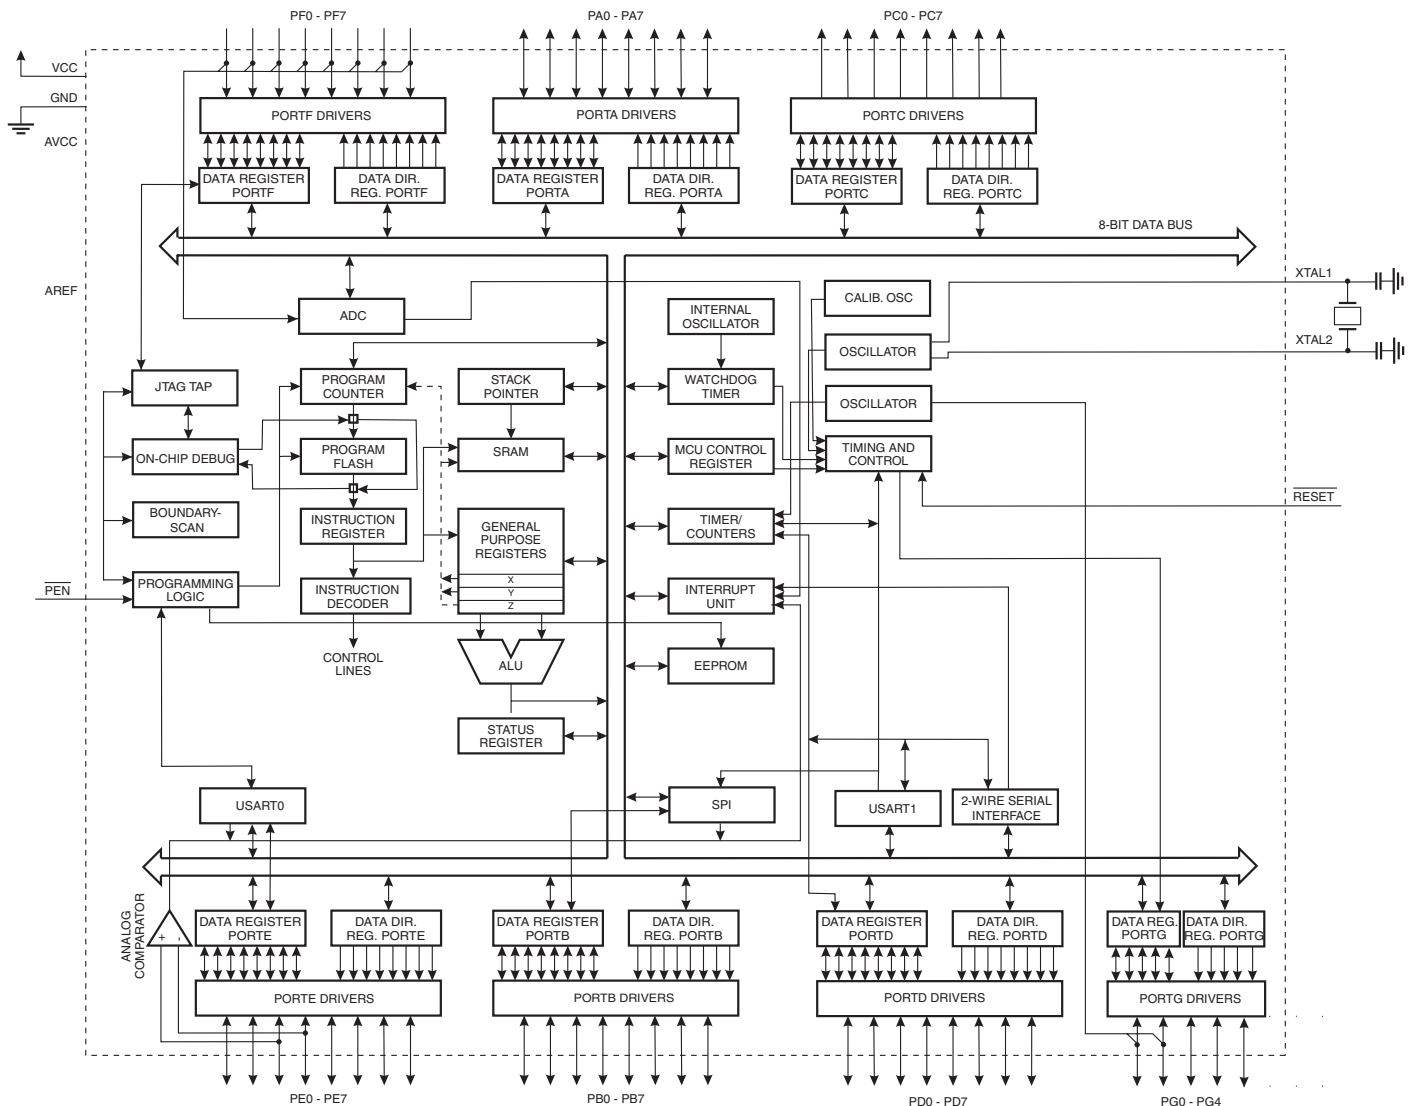 PF0 - PF7
PA0 - PA7
PC0 - PC7
VCC
GND
AVCC
PORTF DRIVERS
PORTA DRIVERS
PORTC DRIVERS
DATA REGISTER
PORTF
DATA DIR.
REG. PORTF
DATA REGISTER
PORTA
DATA DIR.
REG. PORTA
DATA REGISTER
PORTC
DATA DIR.
REG. PORTC
8-BIT DATA BUS
AREF
XTAL1
XTAL2
ADC
INTERNAL
OSCILLATOR
CALIB. OSC
OSCILLATOR
JTAG TAP
PROGRAM
COUNTER
STACK
POINTER
WATCHDOG
TIMER
OSCILLATOR
ON-CHIP DEBUG
PROGRAM
FLASH
SRAM
MCU CONTROL
REGISTER
TIMING AND
CONTROL
RESET
BOUNDARY-
SCAN
INSTRUCTION
REGISTER
GENERAL
PURPOSE
REGISTERS
X
Y
Z
TIMER/
COUNTERS
PEN
PROGRAMMING
LOGIC
INSTRUCTION
DECODER
INTERRUPT
UNIT
CONTROL
LINES
ALU
EEPROM
STATUS
REGISTER
USART0
SPI
USART1
2-WIRE SERIAL
INTERFACE
ANALOG
COMPARATOR
+
-
DATA REGISTER
PORTE
DATA DIR.
REG. PORTE
DATA REGISTER
PORTB
DATA DIR.
REG. PORTB
DATA REGISTER
PORTD
DATA DIR.
REG. PORTD
DATA REG.
PORTG
DATA DIR.
REG. PORTG
PORTE DRIVERS
PORTB DRIVERS
PORTD DRIVERS
PORTG DRIVERS
PE0 - PE7
PB0 - PB7
PD0 - PD7
PG0 - PG4